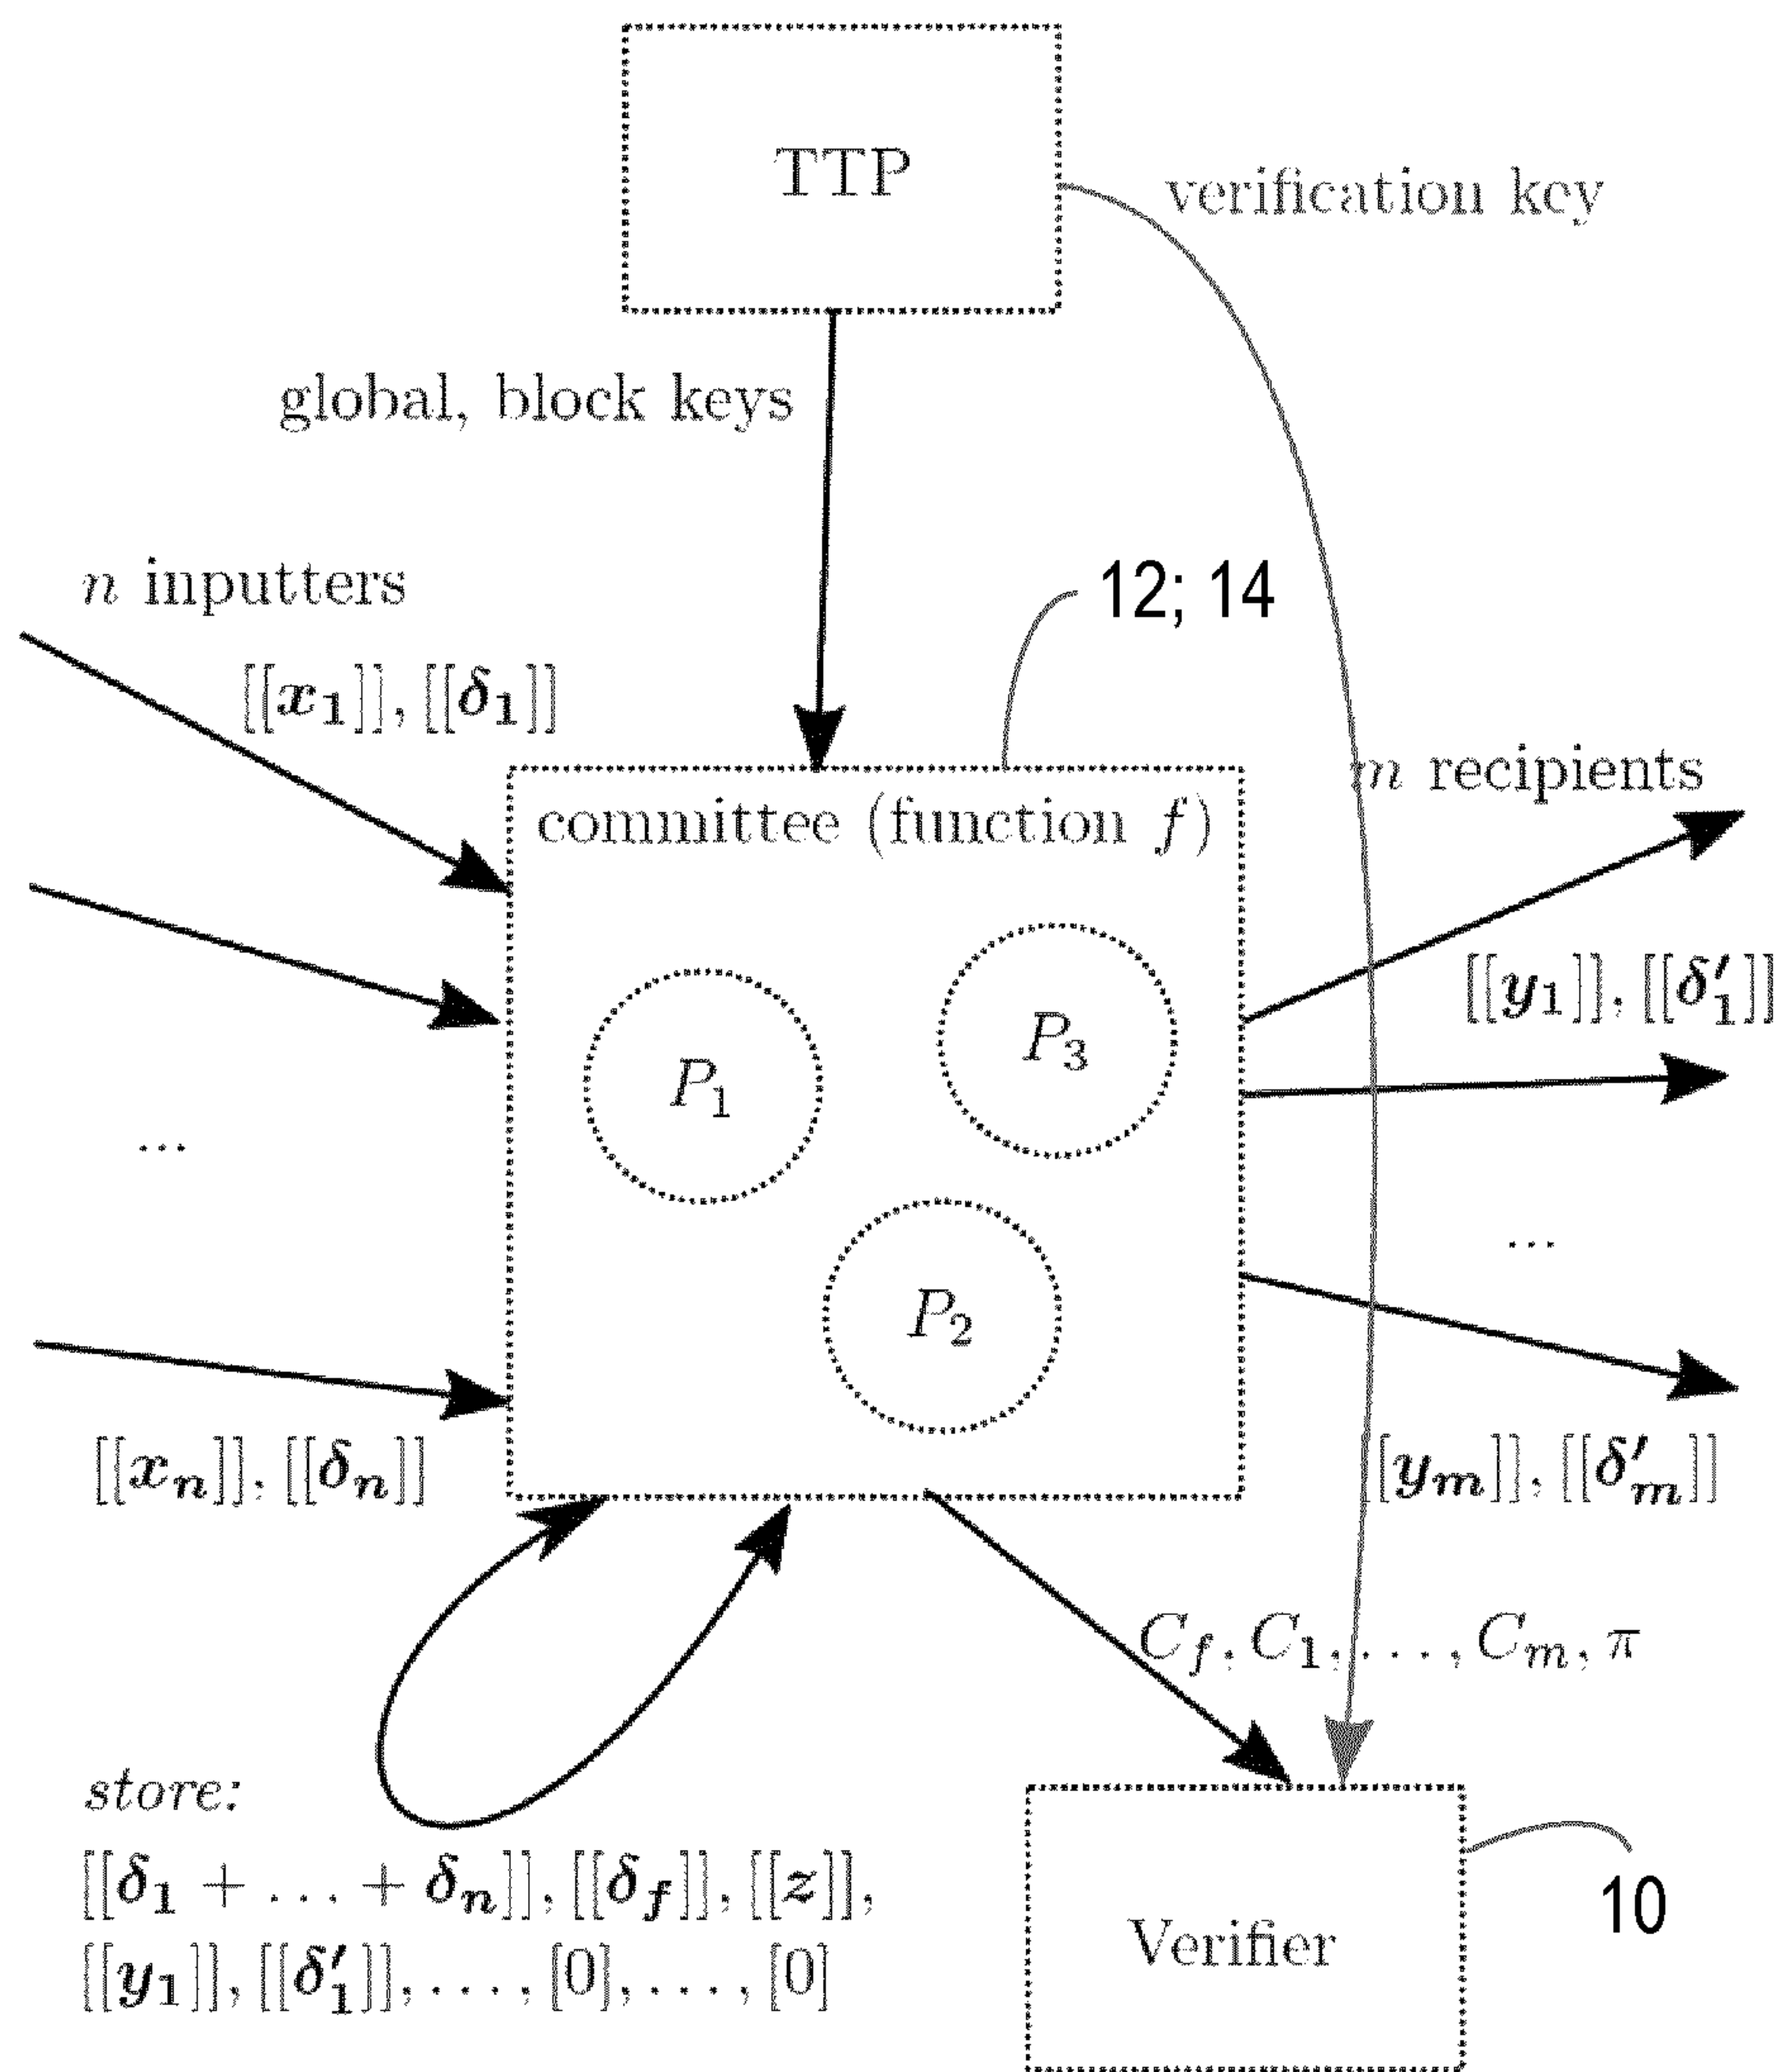 TTP
verification key
global, block keys
n inputters
12; 14
[[x₁]], [[δ₁]]
m recipients
committee (function f)
[[y₁]], [[δ′₁]]
P₃
P₁
...
...
P₂
[[xₙ]], [[δₙ]]
[[yₘ]], [[δ′ₘ]]
C_f, C₁, . . . , Cₘ, π
store:
[[δ₁ + . . . + δₙ]], [[δ_f]], [[z]],
[[y₁]], [[δ′₁]], . . . , [0], . . . , [0]
Verifier
10